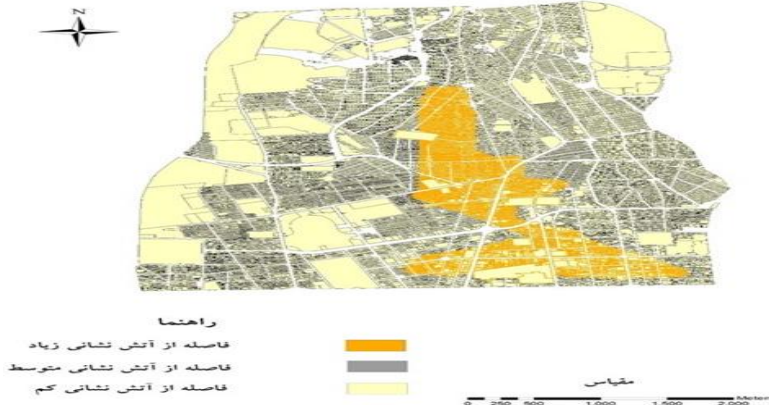 N
راهنما
فاصله از آتش نشانی زیاد
فاصله از آتش نشانی متوسط
فاصله از آتش نشانی کم
مقیاس
0 250 500 1,000 1,500 2,000 Meters